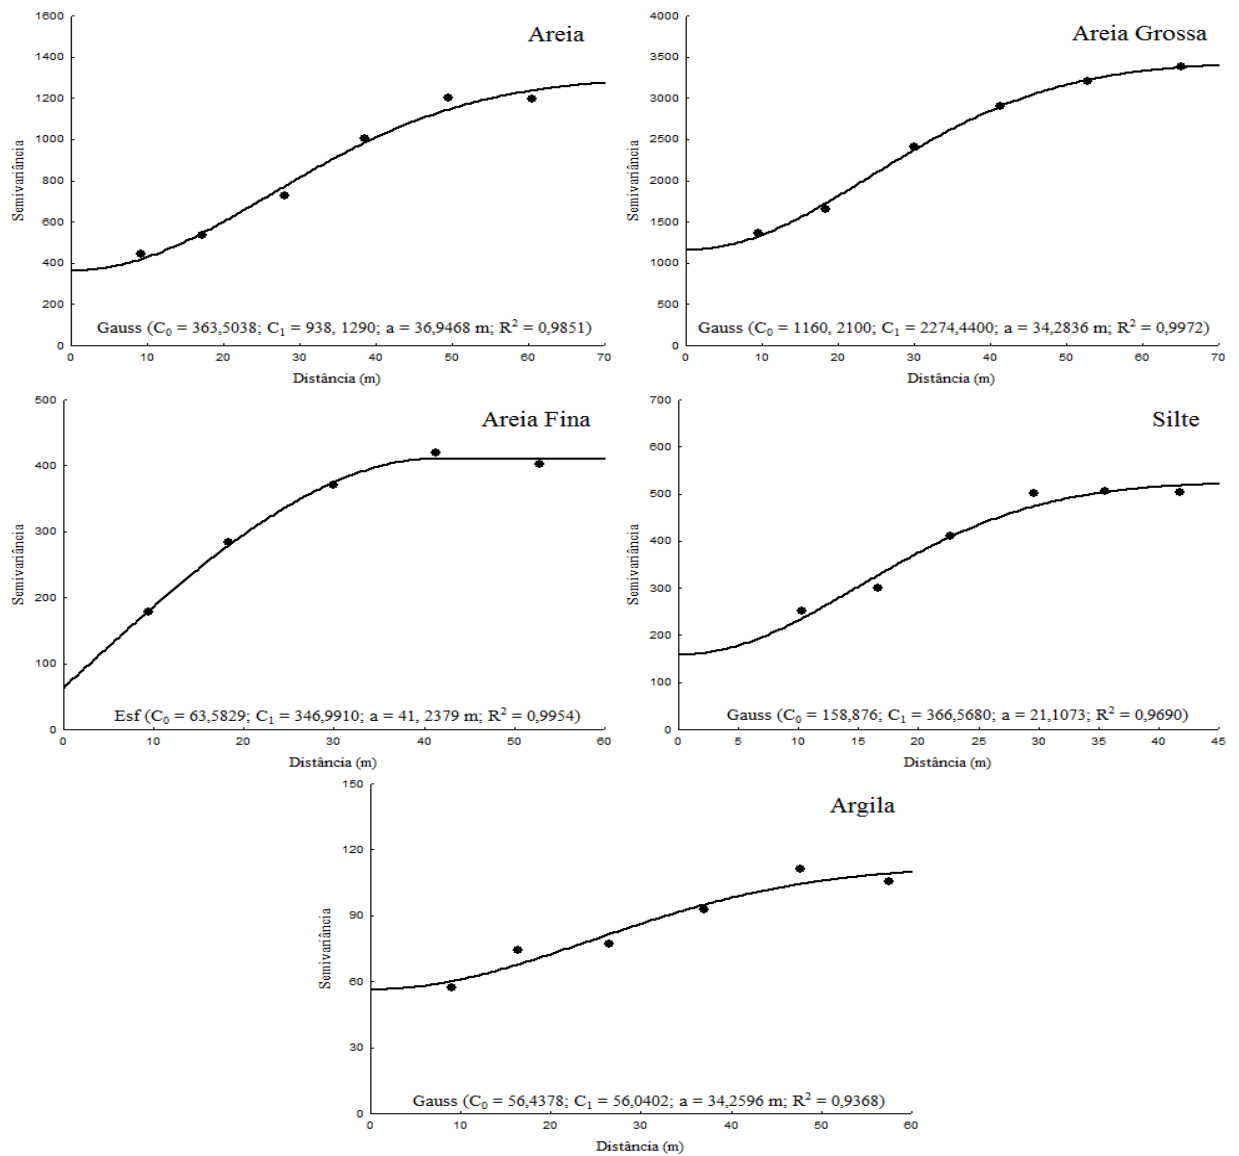 Areia
Semivariância
1600
1400
1200
1000
800
600
400
200
0
Gauss (C0 = 363,5038; C1 = 938, 1290; a = 36,9468 m; R2 = 0,9851)
0 10 20 30 40 50 60 70
Distância (m)
Areia Grossa
Semivariância
4000
3500
3000
2500
2000
1500
1000
500
0
Gauss (C0 = 1160, 2100; C1 = 2274,4400; a = 34,2836 m; R2 = 0,9972)
0 10 20 30 40 50 60 70
Distância (m)
Areia Fina
Semivariância
500
400
300
200
100
0
Esf (C0 = 63,5829; C1 = 346,9910; a = 41, 2379 m; R2 = 0,9954)
0 10 20 30 40 50 60
Distância (m)
Silte
Semivariância
700
600
500
400
300
200
100
0
Gauss (C0 = 158,876; C1 = 366,5680; a = 21,1073; R2 = 0,9690)
0 5 10 15 20 25 30 35 40 45
Distância (m)
Argila
Semivariância
150
120
90
60
30
0
Gauss (C0 = 56,4378; C1 = 56,0402; a = 34,2596 m; R2 = 0,9368)
0 10 20 30 40 50 60
Distância (m)